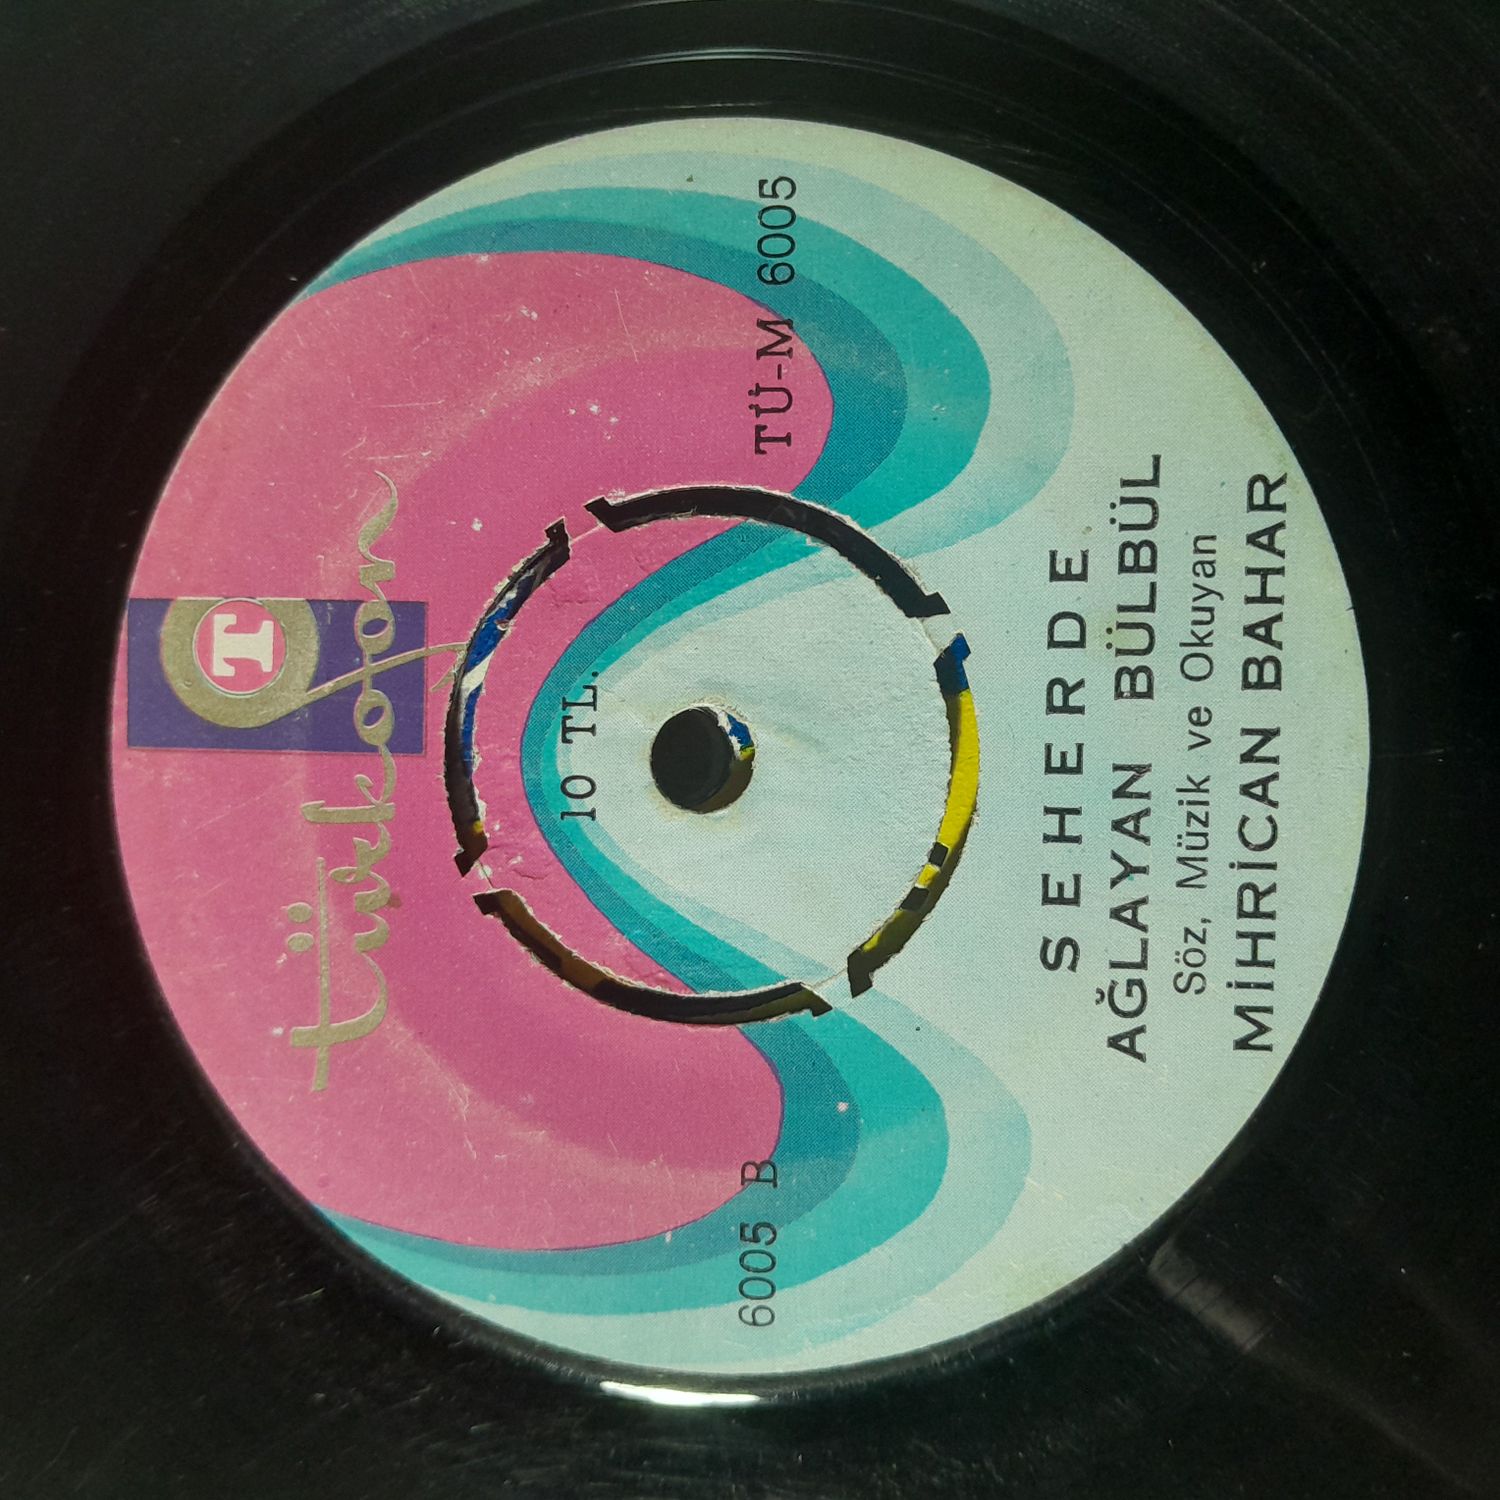 T
türkofon
10 TL.
6005 B
TÜ-M 6005
SEHERDE
AĞLAYAN BÜLBÜL
Söz, Müzik ve Okuyan
MİHRİCAN BAHAR